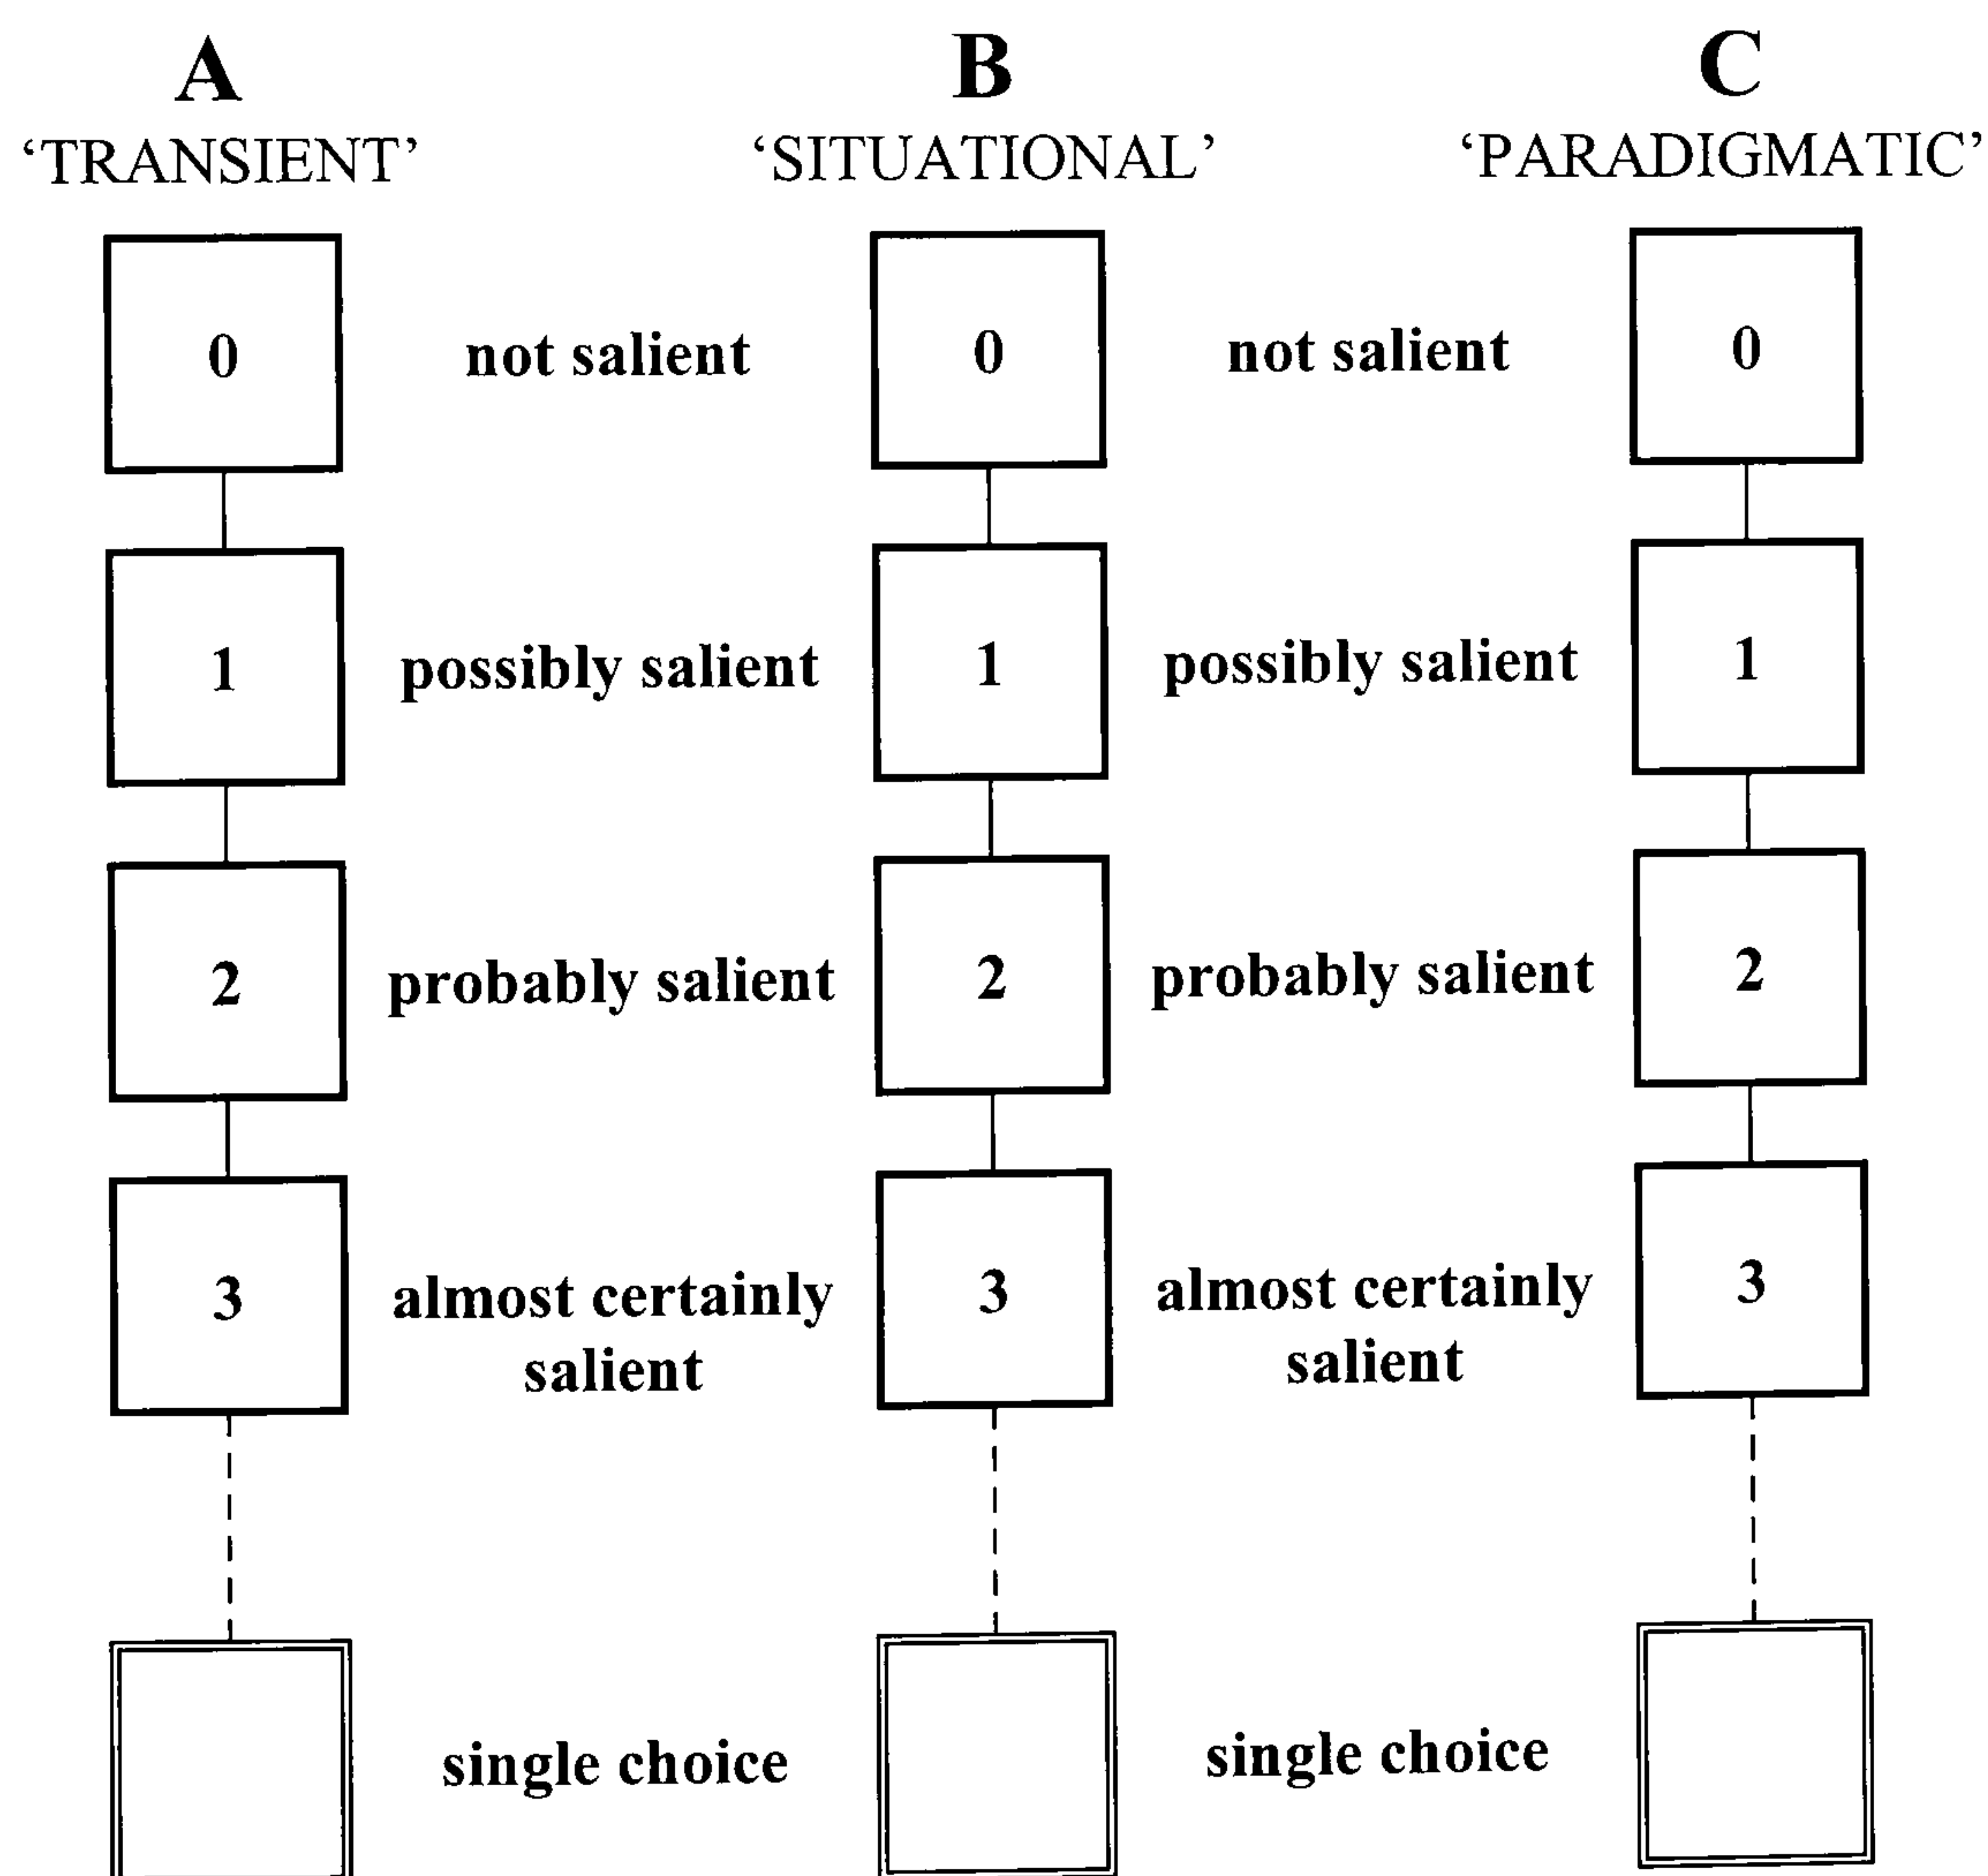 A B C
‘TRANSIENT’ ‘SITUATIONAL’ ‘PARADIGMATIC’
0 not salient 0 not salient 0
1 possibly salient 1 possibly salient 1
2 probably salient 2 probably salient 2
3 almost certainly 3 almost certainly 3
salient salient
single choice single choice